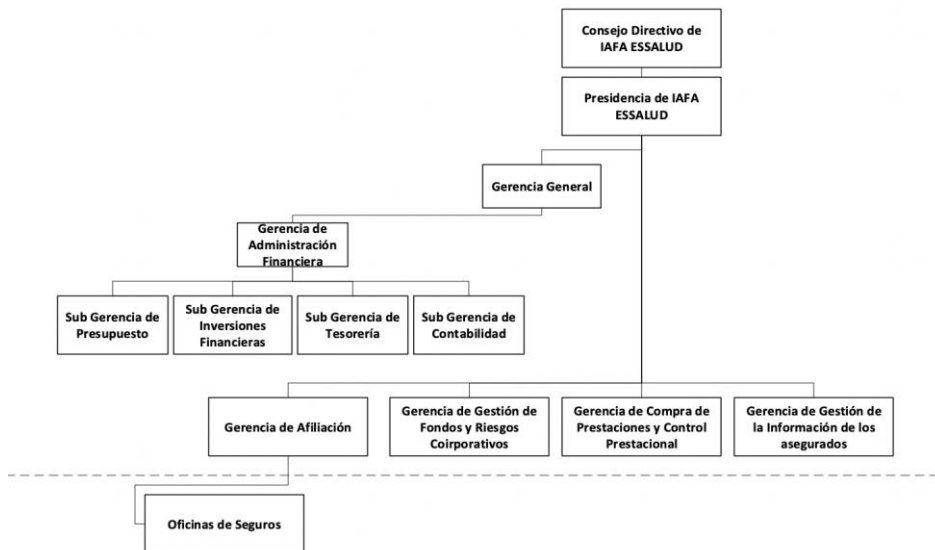 Consejo Directivo de
IAFA ESSALUD
Presidencia de IAFA
ESSALUD
Gerencia General
Gerencia de
Administración
Financiera
Sub Gerencia de
Presupuesto
Sub Gerencia de
Inversiones
Financieras
Sub Gerencia de
Tesorería
Sub Gerencia de
Contabilidad
Gerencia de Afiliación
Gerencia de Gestión de
Fondos y Riesgos
Coirporativos
Gerencia de Compra de
Prestaciones y Control
Prestacional
Gerencia de Gestión de
la Información de los
asegurados
Oficinas de Seguros